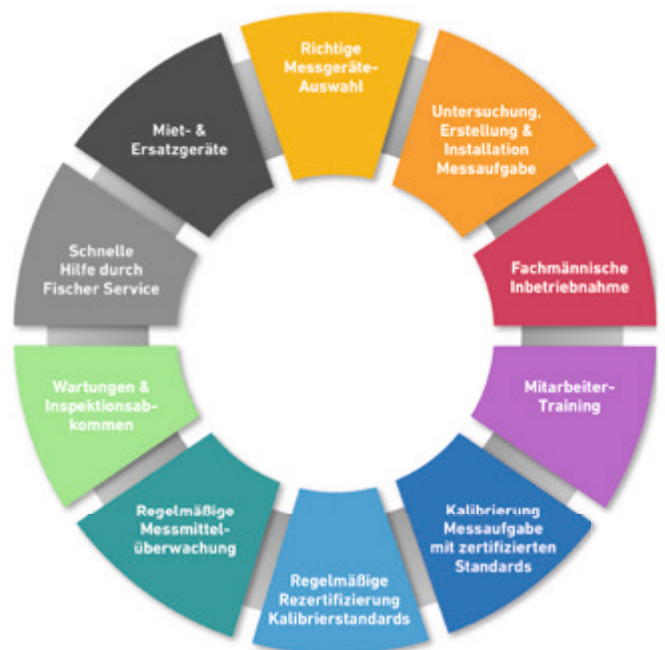 Richtige
Messgeräte-
Auswahl
Untersuchung,
Erstellung &
Installation
Messaufgabe
Fachmännische
Inbetriebnahme
Mitarbeiter-
Training
Kalibrierung
Messaufgabe
mit zertifizierten
Standards
Regelmäßige
Rezertifizierung
Kalibrierstandards
Regelmäßige
Messmittel-
überwachung
Wartungen &
Inspektionsab-
kommen
Schnelle
Hilfe durch
Fischer Service
Miet- &
Ersatzgeräte